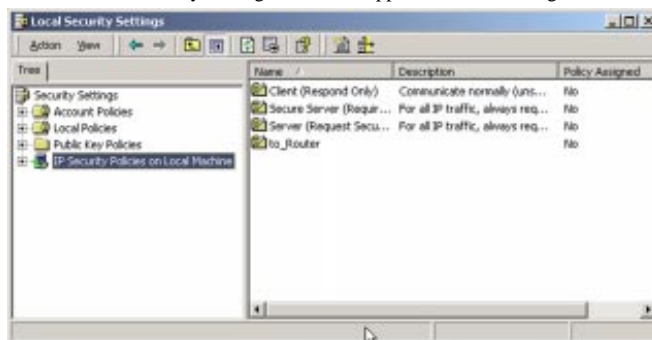 Local Security Settings
Action View
Tree
Security Settings
Account Policies
Local Policies
Public Key Policies
IP Security Policies on Local Machine
Name / Description Policy Assigned
Client (Respond Only) Communicate normally (uns... No
Secure Server (Requir... For all IP traffic, always req... No
Server (Request Secu... For all IP traffic, always req... No
to_Router No